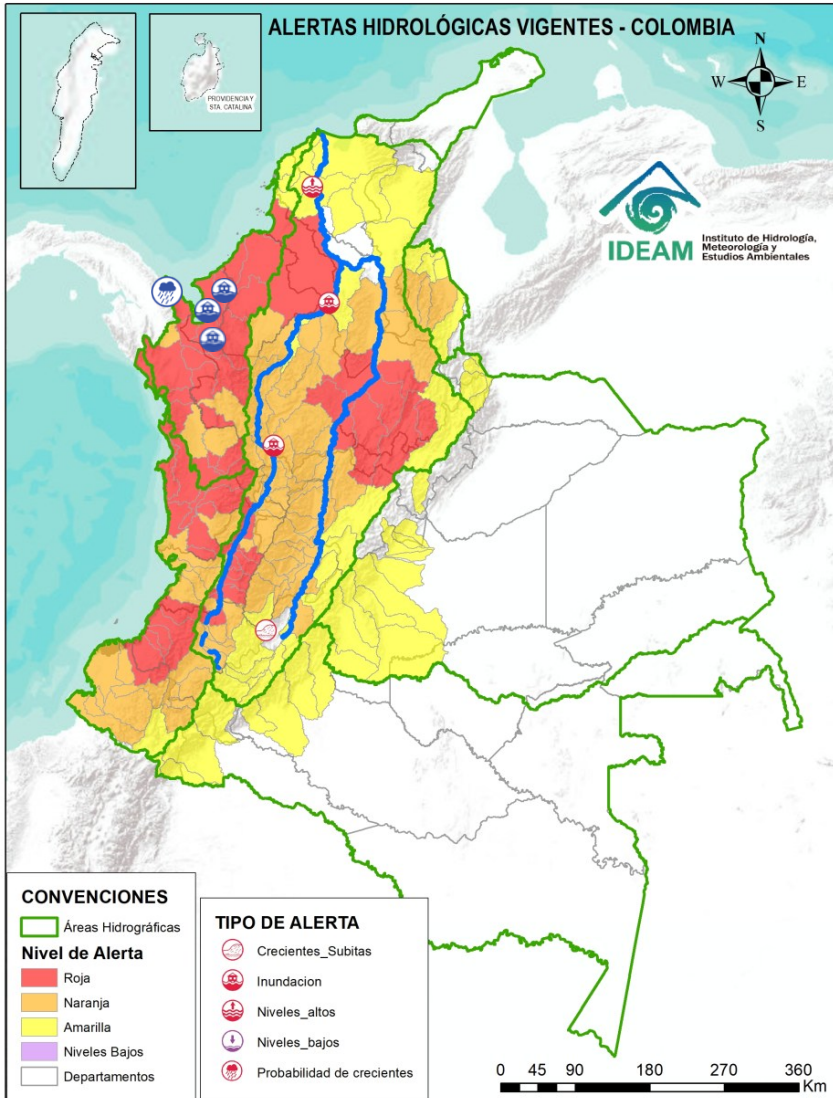 ALERTAS HIDROLÓGICAS VIGENTES - COLOMBIA
PROVIDENCIA Y
STA. CATALINA
N
W E
S
IDEAM
Instituto de Hidrología,
Meteorología y
Estudios Ambientales
CONVENCIONES
Áreas Hidrográficas
Nivel de Alerta
Roja
Naranja
Amarilla
Niveles Bajos
Departamentos
TIPO DE ALERTA
Crecientes_Subitas
Inundacion
Niveles_altos
Niveles_bajos
Probabilidad de crecientes
0 45 90 180 270 360
Km